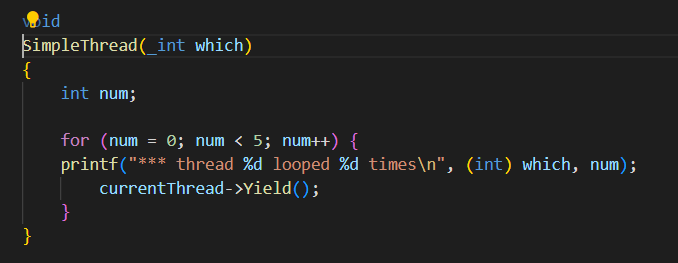 void
SimpleThread(_int which)
{
    int num;

    for (num = 0; num < 5; num++) {
    printf("*** thread %d looped %d times\n", (int) which, num);
        currentThread->Yield();
    }
}